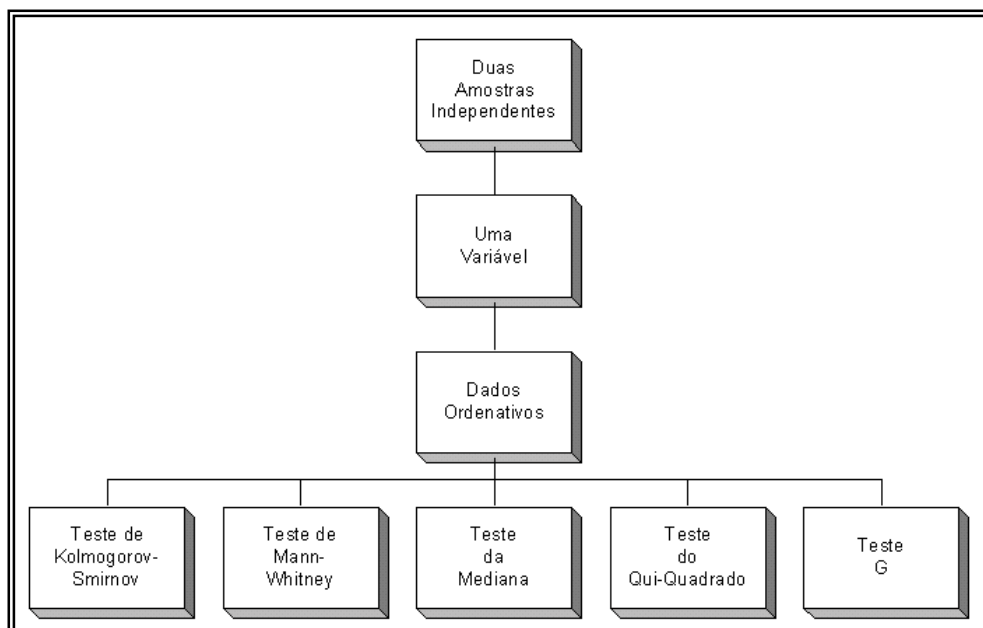 Duas
Amostras
Independentes
Uma
Variável
Dados
Ordenativos
Teste de
Kolmogorov-
Smirnov
Teste de
Mann-
Whitney
Teste
da
Mediana
Teste
do
Qui-Quadrado
Teste
G